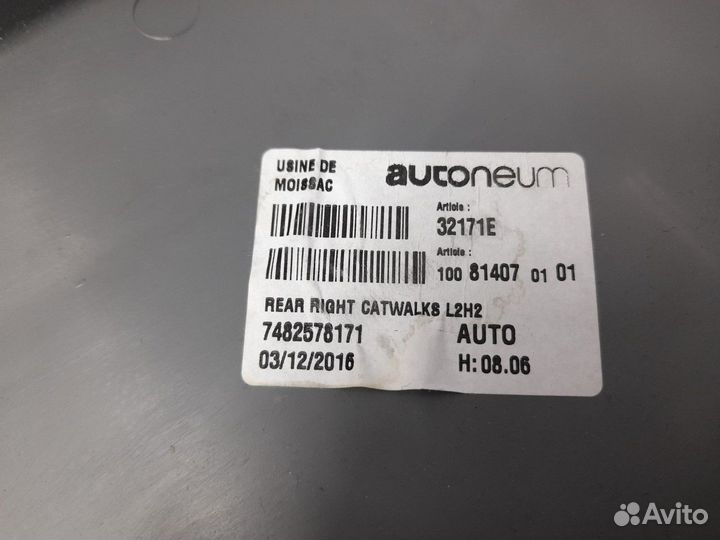 USINE DE
MOISSAC
autoneum
Article :
32171E
Article :
100 81407 01 01
REAR RIGHT CATWALKS L2H2
7482578171 AUTO
03/12/2016 H: 08.06
Avito